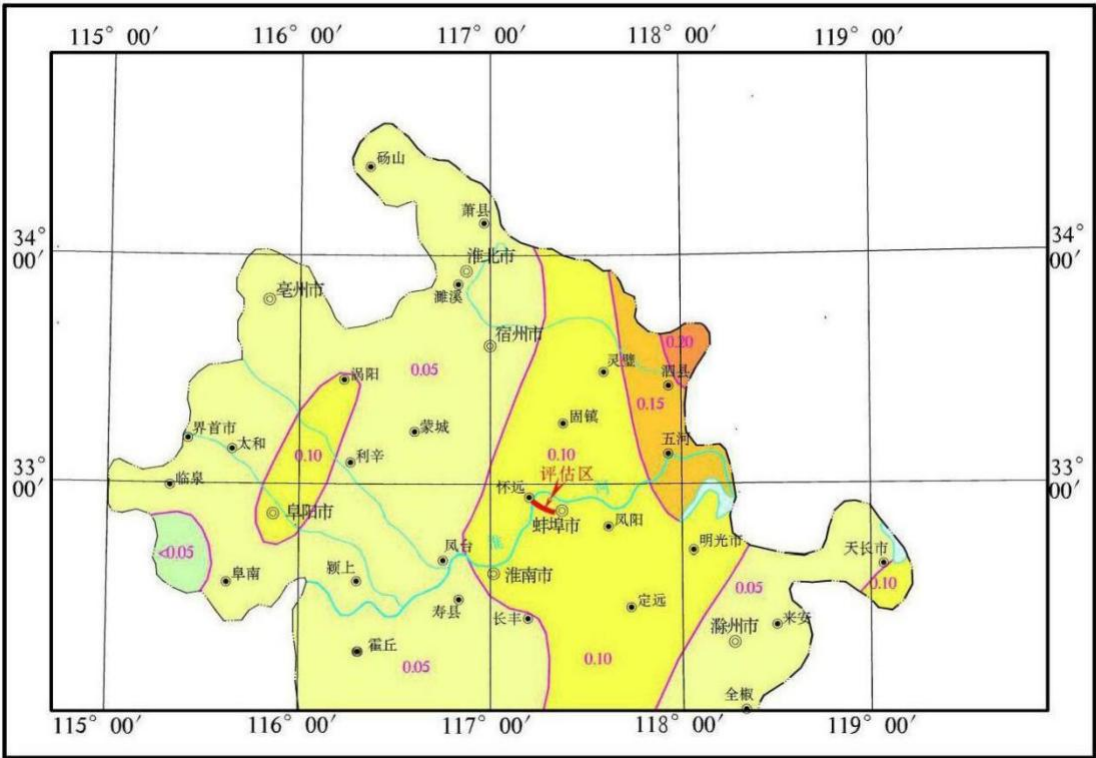 115° 00′ 116° 00′ 117° 00′ 118° 00′ 119° 00′
砀山
萧县
34°
00′
34°
00′
淮北市
濉溪
亳州市
宿州市
0.20
灵璧
泗县
0.05
涡阳
0.15
固镇
蒙城
界首市
太和
五河
0.10
利辛
0.10
33°
00′
33°
00′
临泉
评估区
怀远
河
阜阳市
蚌埠市
凤阳
淮
明光市
<0.05
凤台
天长市
阜南
颍上
淮南市
0.05
0.10
寿县
定远
长丰
滁州市
来安
霍丘
0.05
0.10
全椒
115° 00′ 116° 00′ 117° 00′ 118° 00′ 119° 00′